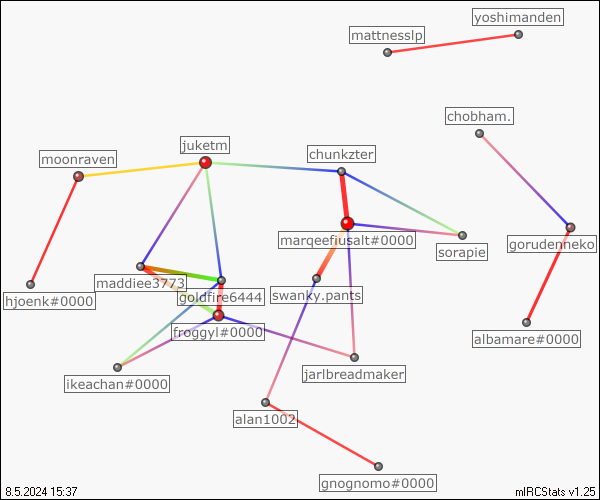 yoshimanden
mattnesslp
chobham.
juketm
moonraven
chunkzter
marqeefiusalt#0000
sorapie
gorudenneko
maddiee3773
goldfire6444
swanky.pants
hjoenk#0000
froggyl#0000
albamare#0000
ikeachan#0000
jarlbreadmaker
alan1002
gnognomo#0000
8.5.2024 15:37
mIRCStats v1.25